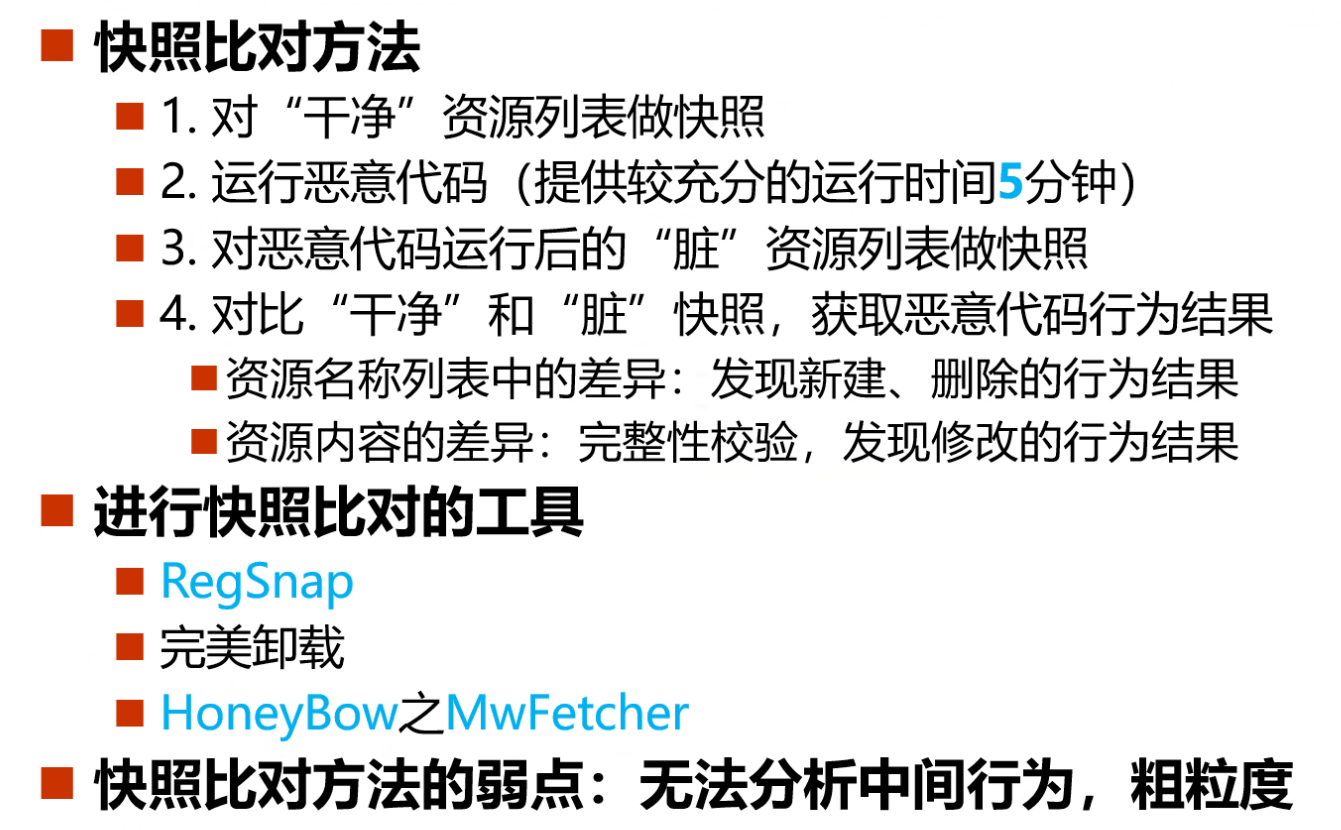 快照比对方法
1. 对“干净”资源列表做快照
2. 运行恶意代码（提供较充分的运行时间5分钟）
3. 对恶意代码运行后的“脏”资源列表做快照
4. 对比“干净”和“脏”快照，获取恶意代码行为结果
资源名称列表中的差异：发现新建、删除的行为结果
资源内容的差异：完整性校验，发现修改的行为结果
进行快照比对的工具
RegSnap
完美卸载
HoneyBow之MwFetcher
快照比对方法的弱点：无法分析中间行为，粗粒度